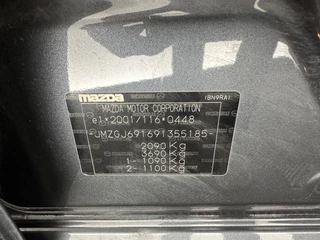 mazda
(BN9RA)
MAZDA MOTOR CORPORATION
e1*2001/116*0448
-JMZGJ691691355185-
2090 Kg
3690 Kg
1- 1090 Kg
2- 1100 Kg